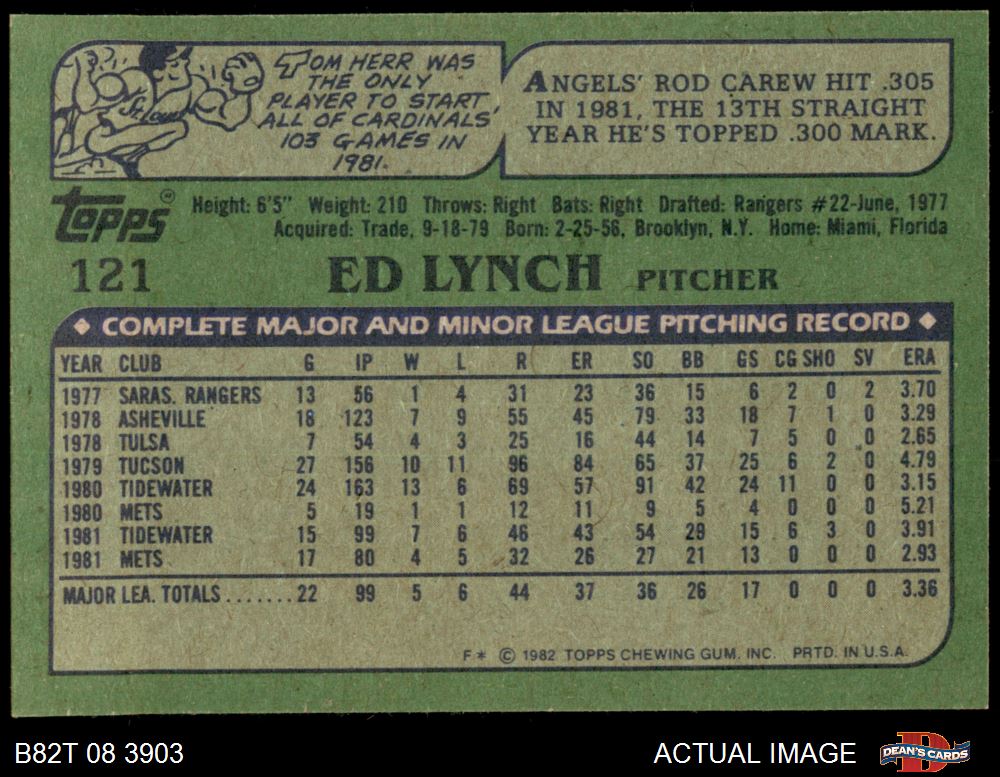 TOM HERR WAS
THE ONLY
PLAYER TO START
ALL OF CARDINALS'
103 GAMES IN
1981.
St. Louis
ANGELS' ROD CAREW HIT .305
IN 1981, THE 13TH STRAIGHT
YEAR HE'S TOPPED .300 MARK.
Topps ®
Height: 6'5" Weight: 210 Throws: Right Bats: Right Drafted: Rangers #22-June, 1977
Acquired: Trade, 9-18-79 Born: 2-25-56, Brooklyn, N.Y. Home: Miami, Florida
121 ED LYNCH PITCHER
◆ COMPLETE MAJOR AND MINOR LEAGUE PITCHING RECORD ◆
YEAR CLUB G IP W L R ER SO BB GS CG SHO SV ERA
1977 SARAS. RANGERS 13 56 1 4 31 23 36 15 6 2 0 2 3.70
1978 ASHEVILLE 18 123 7 9 55 45 79 33 18 7 1 0 3.29
1978 TULSA 7 54 4 3 25 16 44 14 7 5 0 0 2.65
1979 TUCSON 27 156 10 11 96 84 65 37 25 6 2 0 4.79
1980 TIDEWATER 24 163 13 6 69 57 91 42 24 11 0 0 3.15
1980 METS 5 19 1 1 12 11 9 5 4 0 0 0 5.21
1981 TIDEWATER 15 99 7 6 46 43 54 29 15 6 3 0 3.91
1981 METS 17 80 4 5 32 26 27 21 13 0 0 0 2.93
MAJOR LEA. TOTALS.......22 99 5 6 44 37 36 26 17 0 0 0 3.36
F* © 1982 TOPPS CHEWING GUM. INC. PRTD. IN U.S.A.
B82T 08 3903 ACTUAL IMAGE
D DEAN'S CARDS